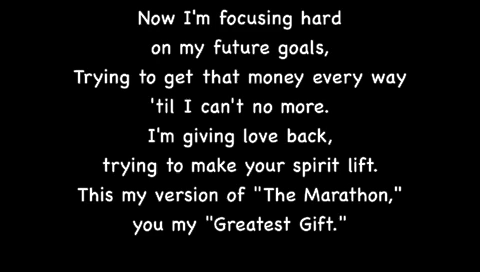 Now I'm focusing hard
on my future goals,
Trying to get that money every way
'til I can't no more.
I'm giving love back,
trying to make your spirit lift.
This my version of "The Marathon,"
you my "Greatest Gift."